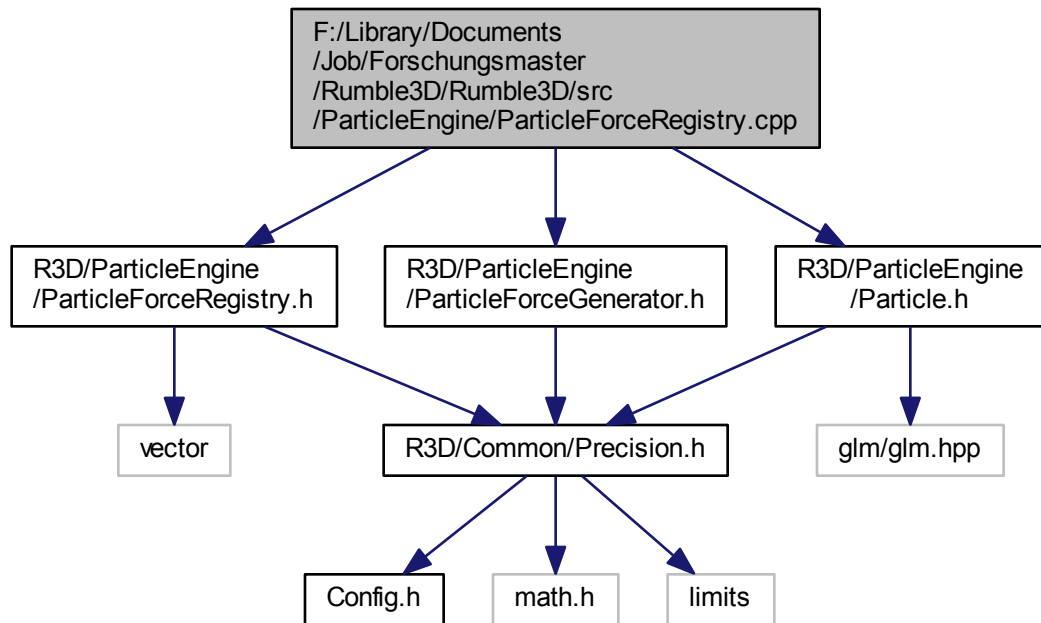 F:/Library/Documents
/Job/Forschungsmaster
/Rumble3D/Rumble3D/src
/ParticleEngine/ParticleForceRegistry.cpp
R3D/ParticleEngine
/ParticleForceRegistry.h
R3D/ParticleEngine
/ParticleForceGenerator.h
R3D/ParticleEngine
/Particle.h
vector
R3D/Common/Precision.h
glm/glm.hpp
Config.h
math.h
limits